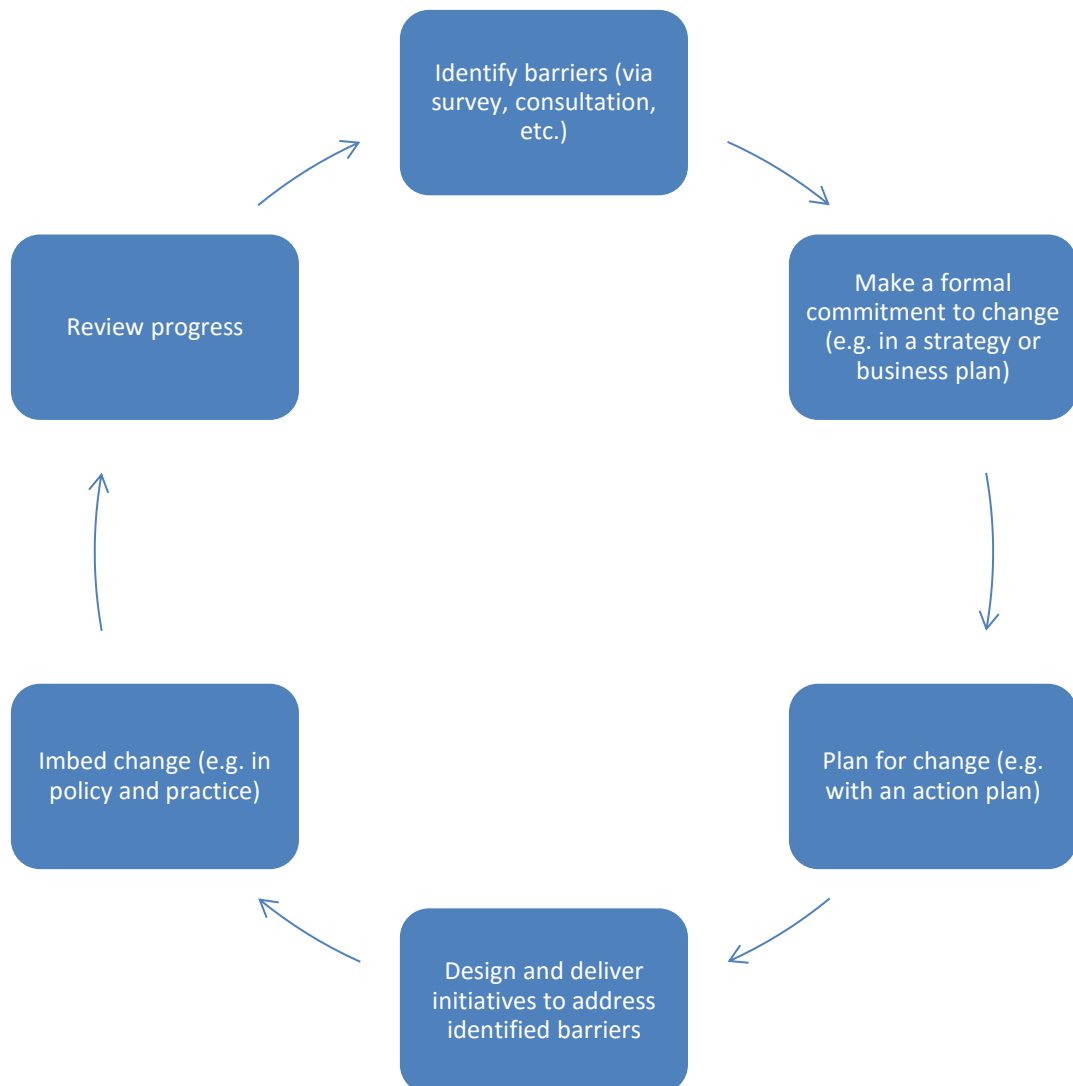 Identify barriers (via
survey, consultation,
etc.)
Make a formal
commitment to change
(e.g. in a strategy or
business plan)
Plan for change (e.g.
with an action plan)
Design and deliver
initiatives to address
identified barriers
Imbed change (e.g. in
policy and practice)
Review progress